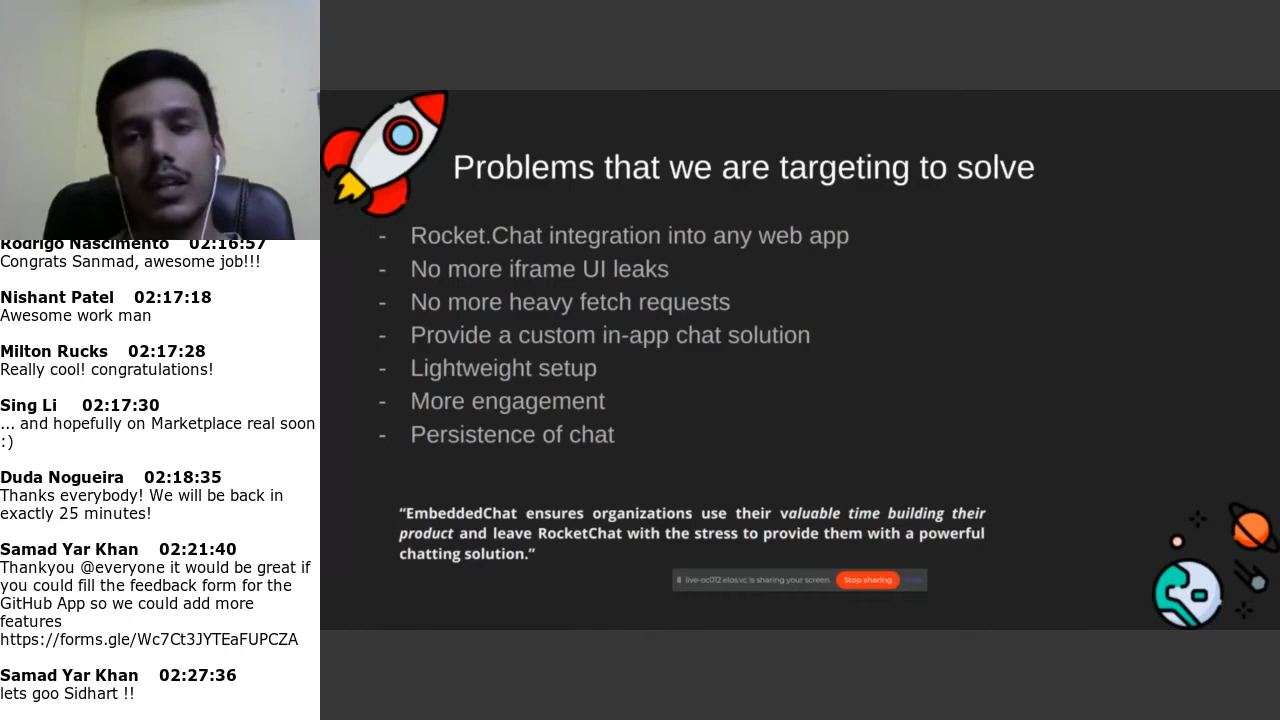 Rodrigo Nascimento 02:16:57
Congrats Sanmad, awesome job!!!
Nishant Patel 02:17:18
Awesome work man
Milton Rucks 02:17:28
Really cool! congratulations!
Sing Li 02:17:30
... and hopefully on Marketplace real soon
:)
Duda Nogueira 02:18:35
Thanks everybody! We will be back in
exactly 25 minutes!
Samad Yar Khan 02:21:40
Thankyou @everyone it would be great if
you could fill the feedback form for the
GitHub App so we could add more
features
https://forms.gle/Wc7Ct3JYTEaFUPCZA
Samad Yar Khan 02:27:36
lets goo Sidhart !!
Problems that we are targeting to solve
- Rocket.Chat integration into any web app
- No more iframe UI leaks
- No more heavy fetch requests
- Provide a custom in-app chat solution
- Lightweight setup
- More engagement
- Persistence of chat
“EmbeddedChat ensures organizations use their valuable time building their
product and leave RocketChat with the stress to provide them with a powerful
chatting solution.”
live-oc012.elos.vc is sharing your screen. Stop sharing